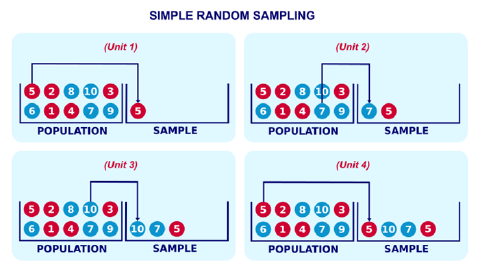 SIMPLE RANDOM SAMPLING
(Unit 1)
5 2 8 10 3
6 1 4 7 9 5
POPULATION SAMPLE
(Unit 2)
5 2 8 10 3
6 1 4 7 9 7 5
POPULATION SAMPLE
(Unit 3)
5 2 8 10 3
6 1 4 7 9 10 7 5
POPULATION SAMPLE
(Unit 4)
5 2 8 10 3
6 1 4 7 9 5 10 7 5
POPULATION SAMPLE